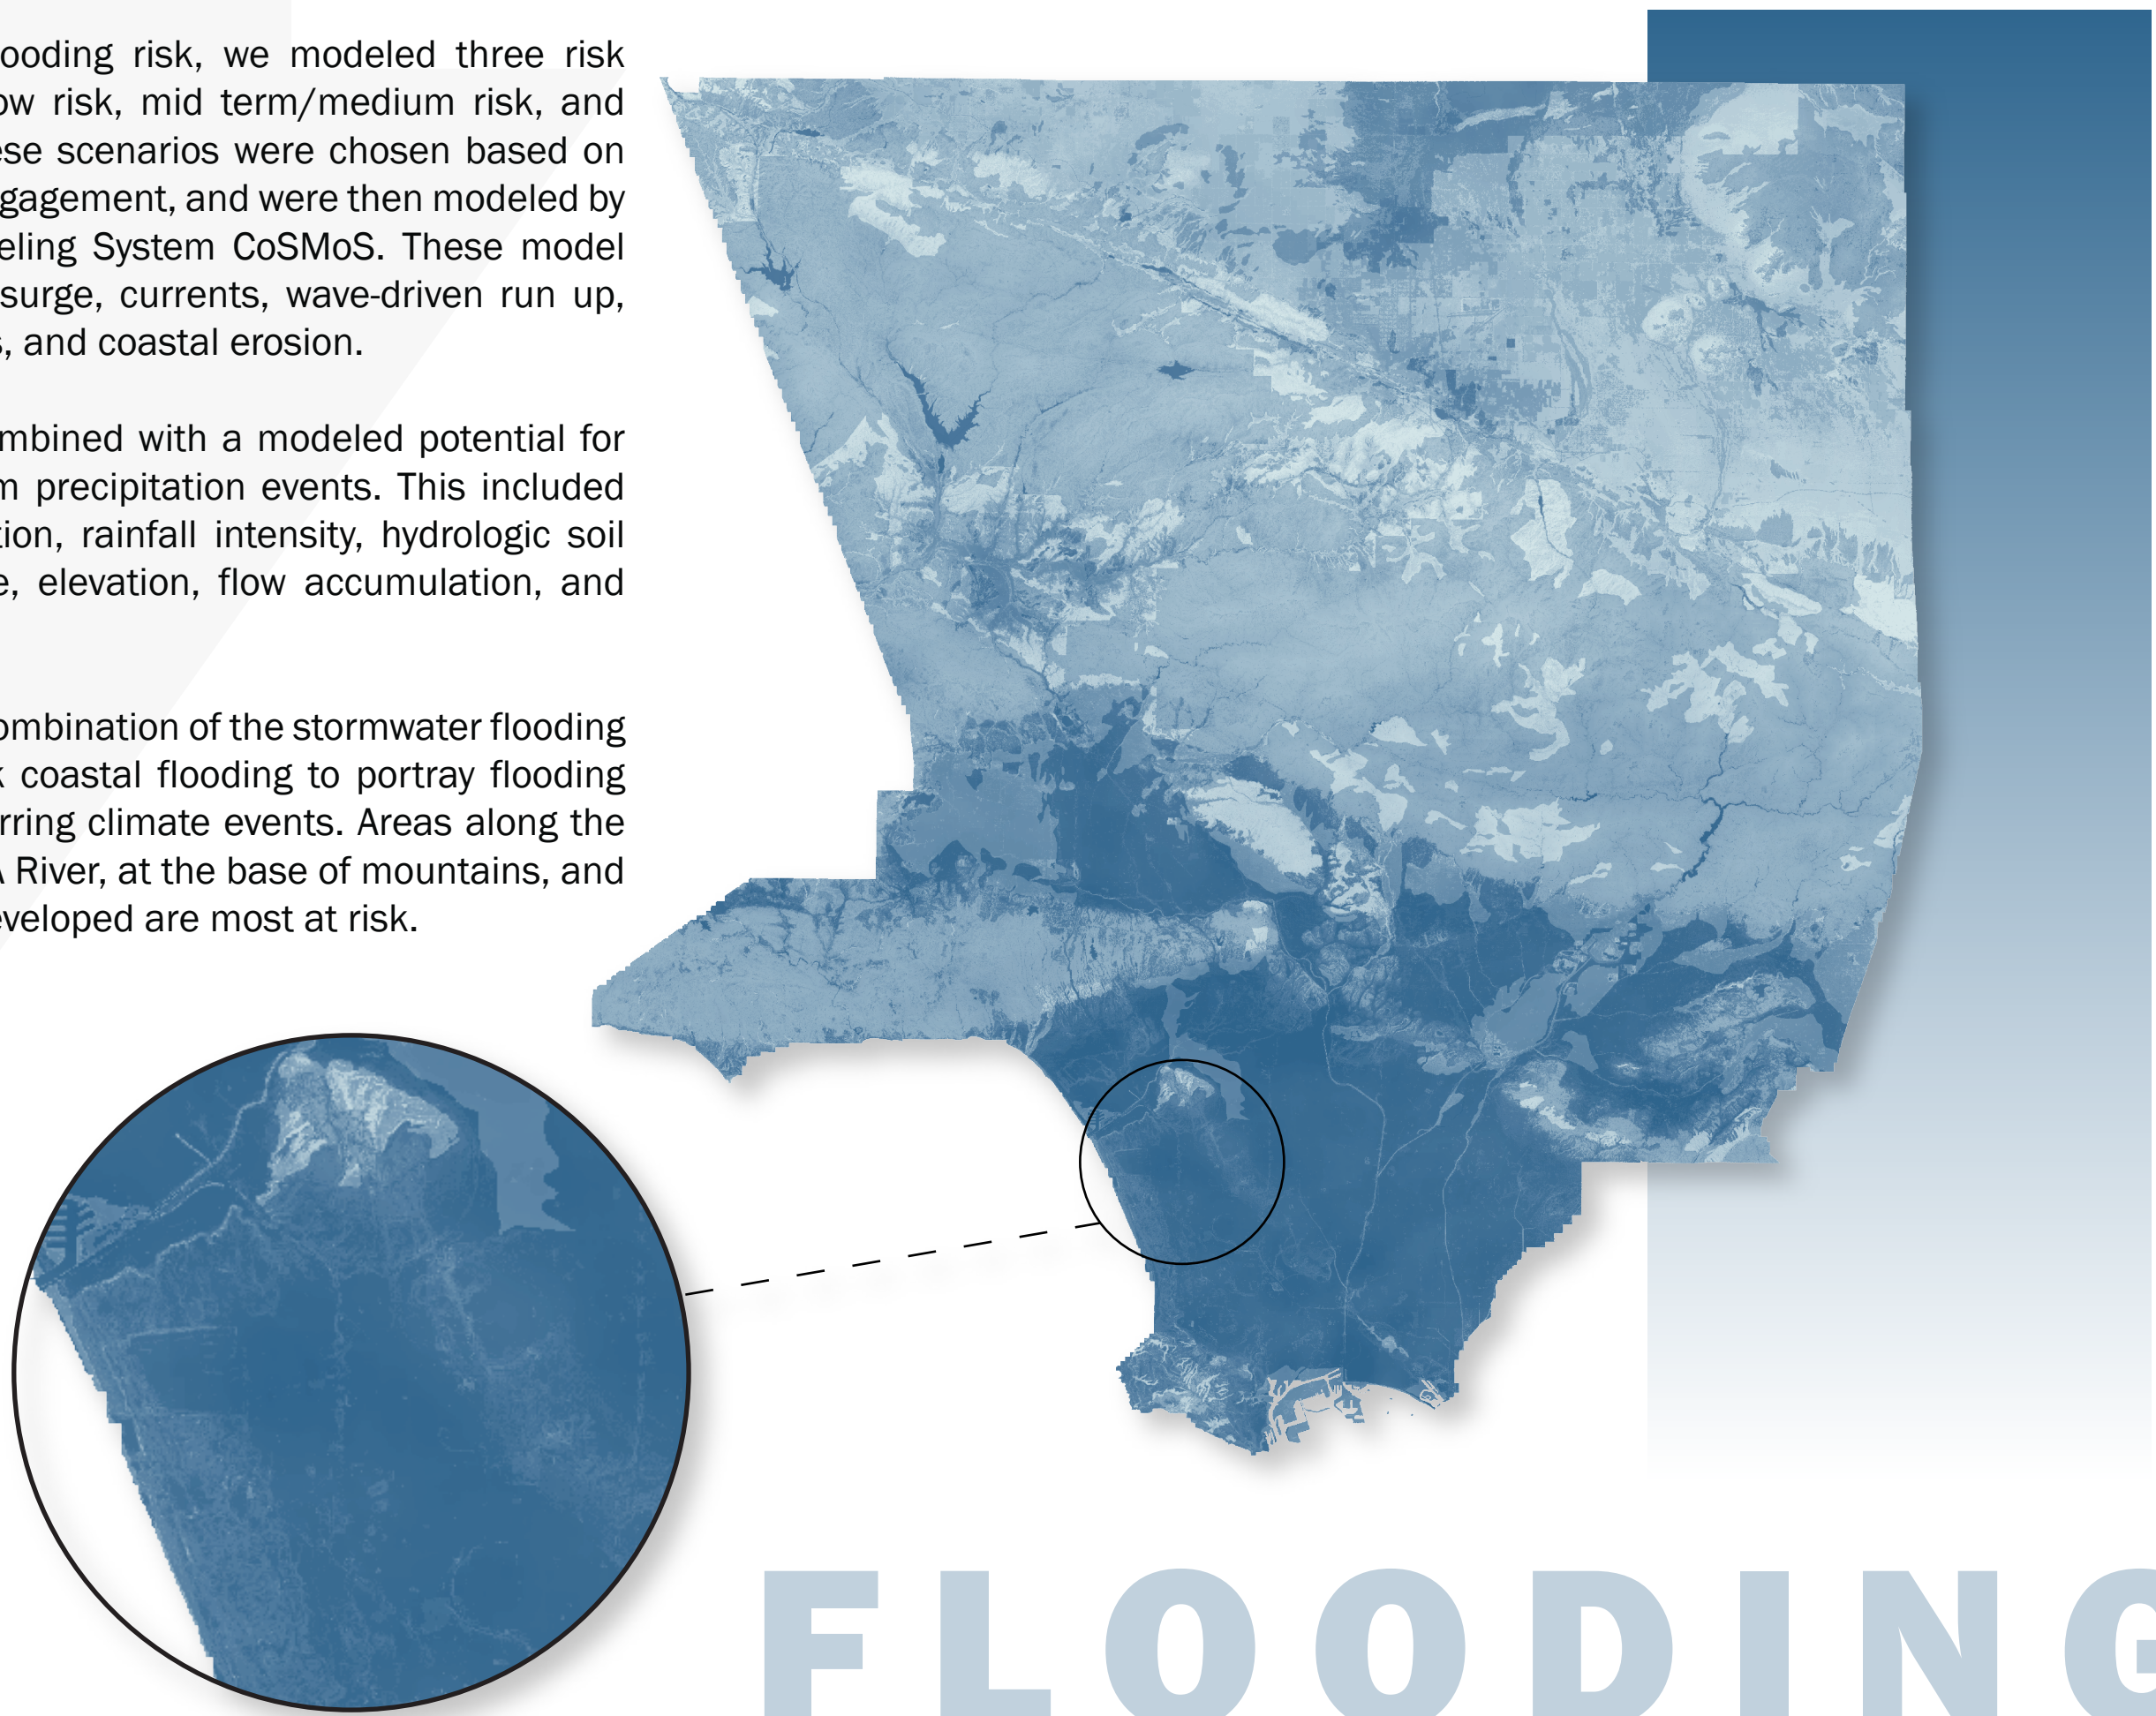 ooding risk, we modeled three risk
ow risk, mid term/medium risk, and
ese scenarios were chosen based on
gagement, and were then modeled by
eling System CoSMoS. These model
surge, currents, wave-driven run up,
s, and coastal erosion.
ombined with a modeled potential for
m precipitation events. This included
tion, rainfall intensity, hydrologic soil
e, elevation, flow accumulation, and
ombination of the stormwater flooding
k coastal flooding to portray flooding
rring climate events. Areas along the
A River, at the base of mountains, and
eveloped are most at risk.
FLOODING